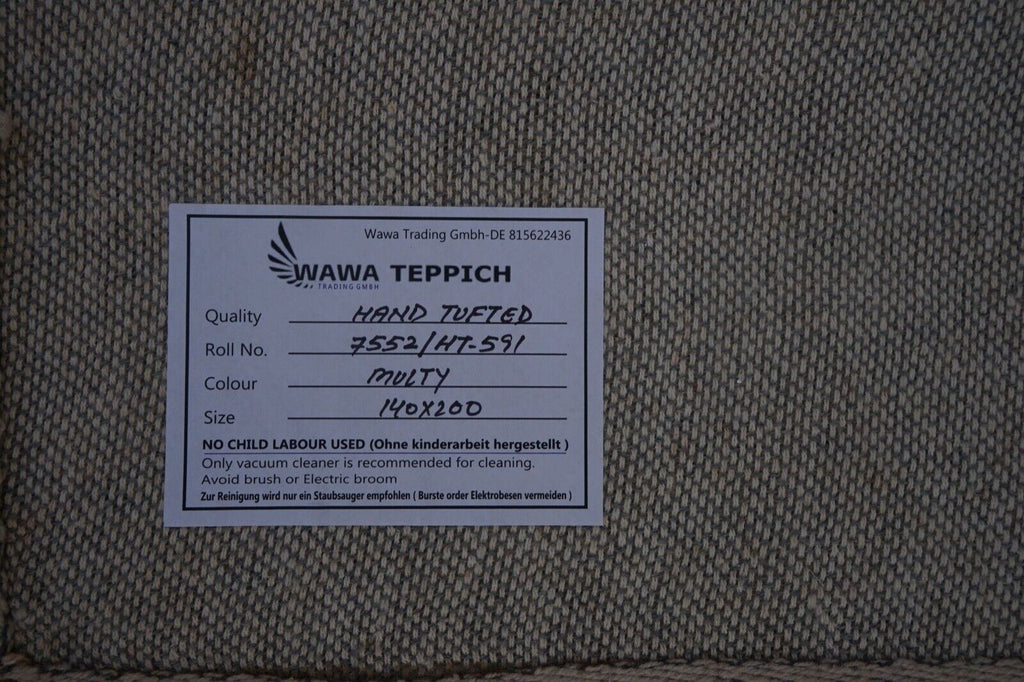 Wawa Trading Gmbh-DE 815622436
WAWA TEPPICH
TRADING GMBH
Quality HAND TUFTED
Roll No. 7552/HT-591
Colour MULTY
Size 140X200
NO CHILD LABOUR USED (Ohne kinderarbeit hergestellt )
Only vacuum cleaner is recommended for cleaning.
Avoid brush or Electric broom
Zur Reinigung wird nur ein Staubsauger empfohlen ( Burste order Elektrobesen vermeiden )